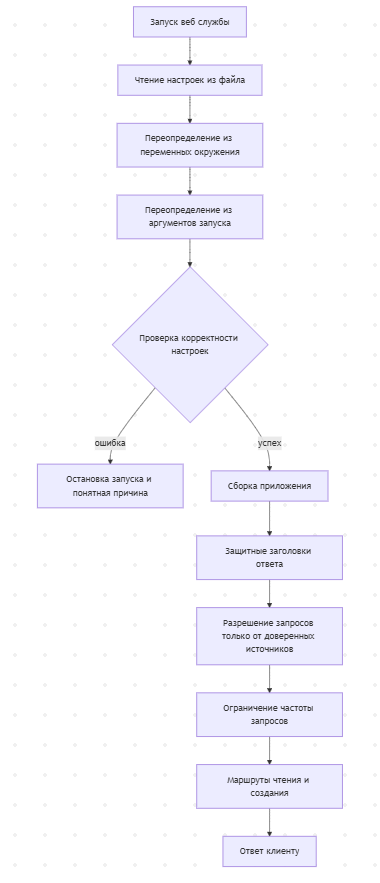 Запуск веб службы
Чтение настроек из файла
Переопределение из
переменных окружения
Переопределение из
аргументов запуска
Проверка корректности
настроек
ошибка
успех
Остановка запуска и
понятная причина
Сборка приложения
Защитные заголовки
ответа
Разрешение запросов
только от доверенных
источников
Ограничение частоты
запросов
Маршруты чтения и
создания
Ответ клиенту